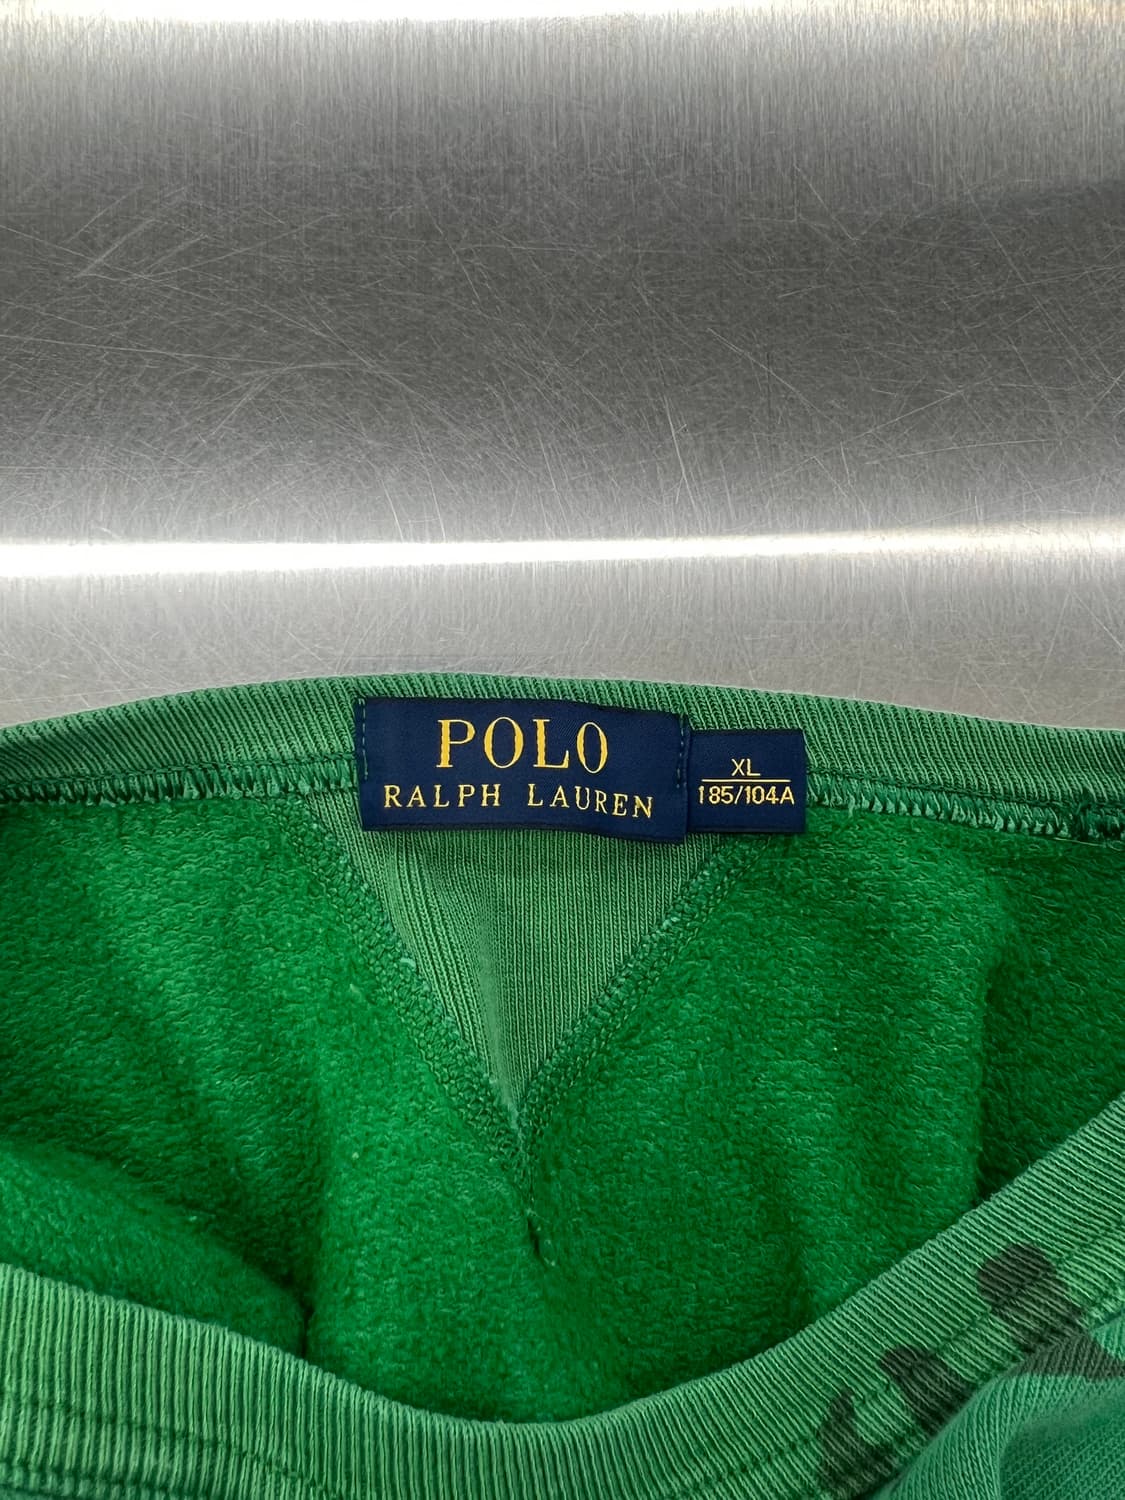 POLO
RALPH LAUREN
XL
185/104A